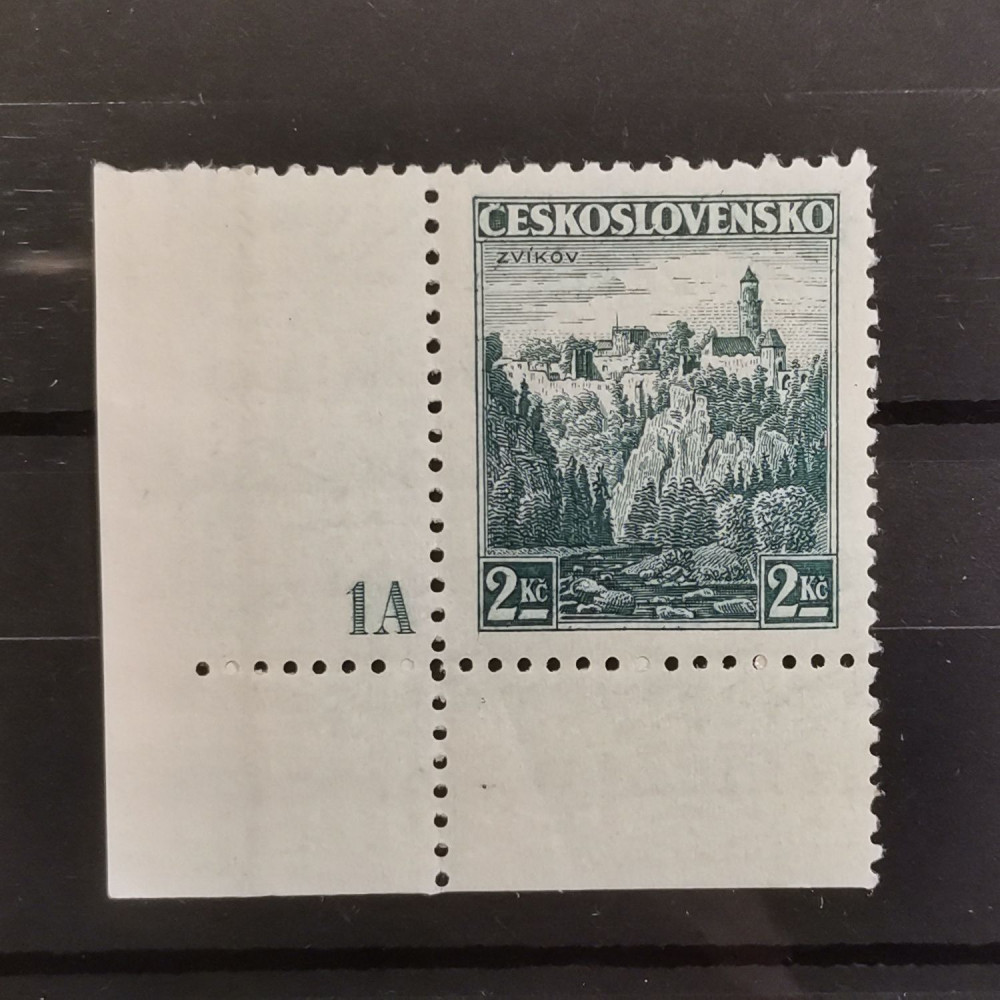 ČESKOSLOVENSKO
ZVÍKOV
1A
2Kč 2Kč